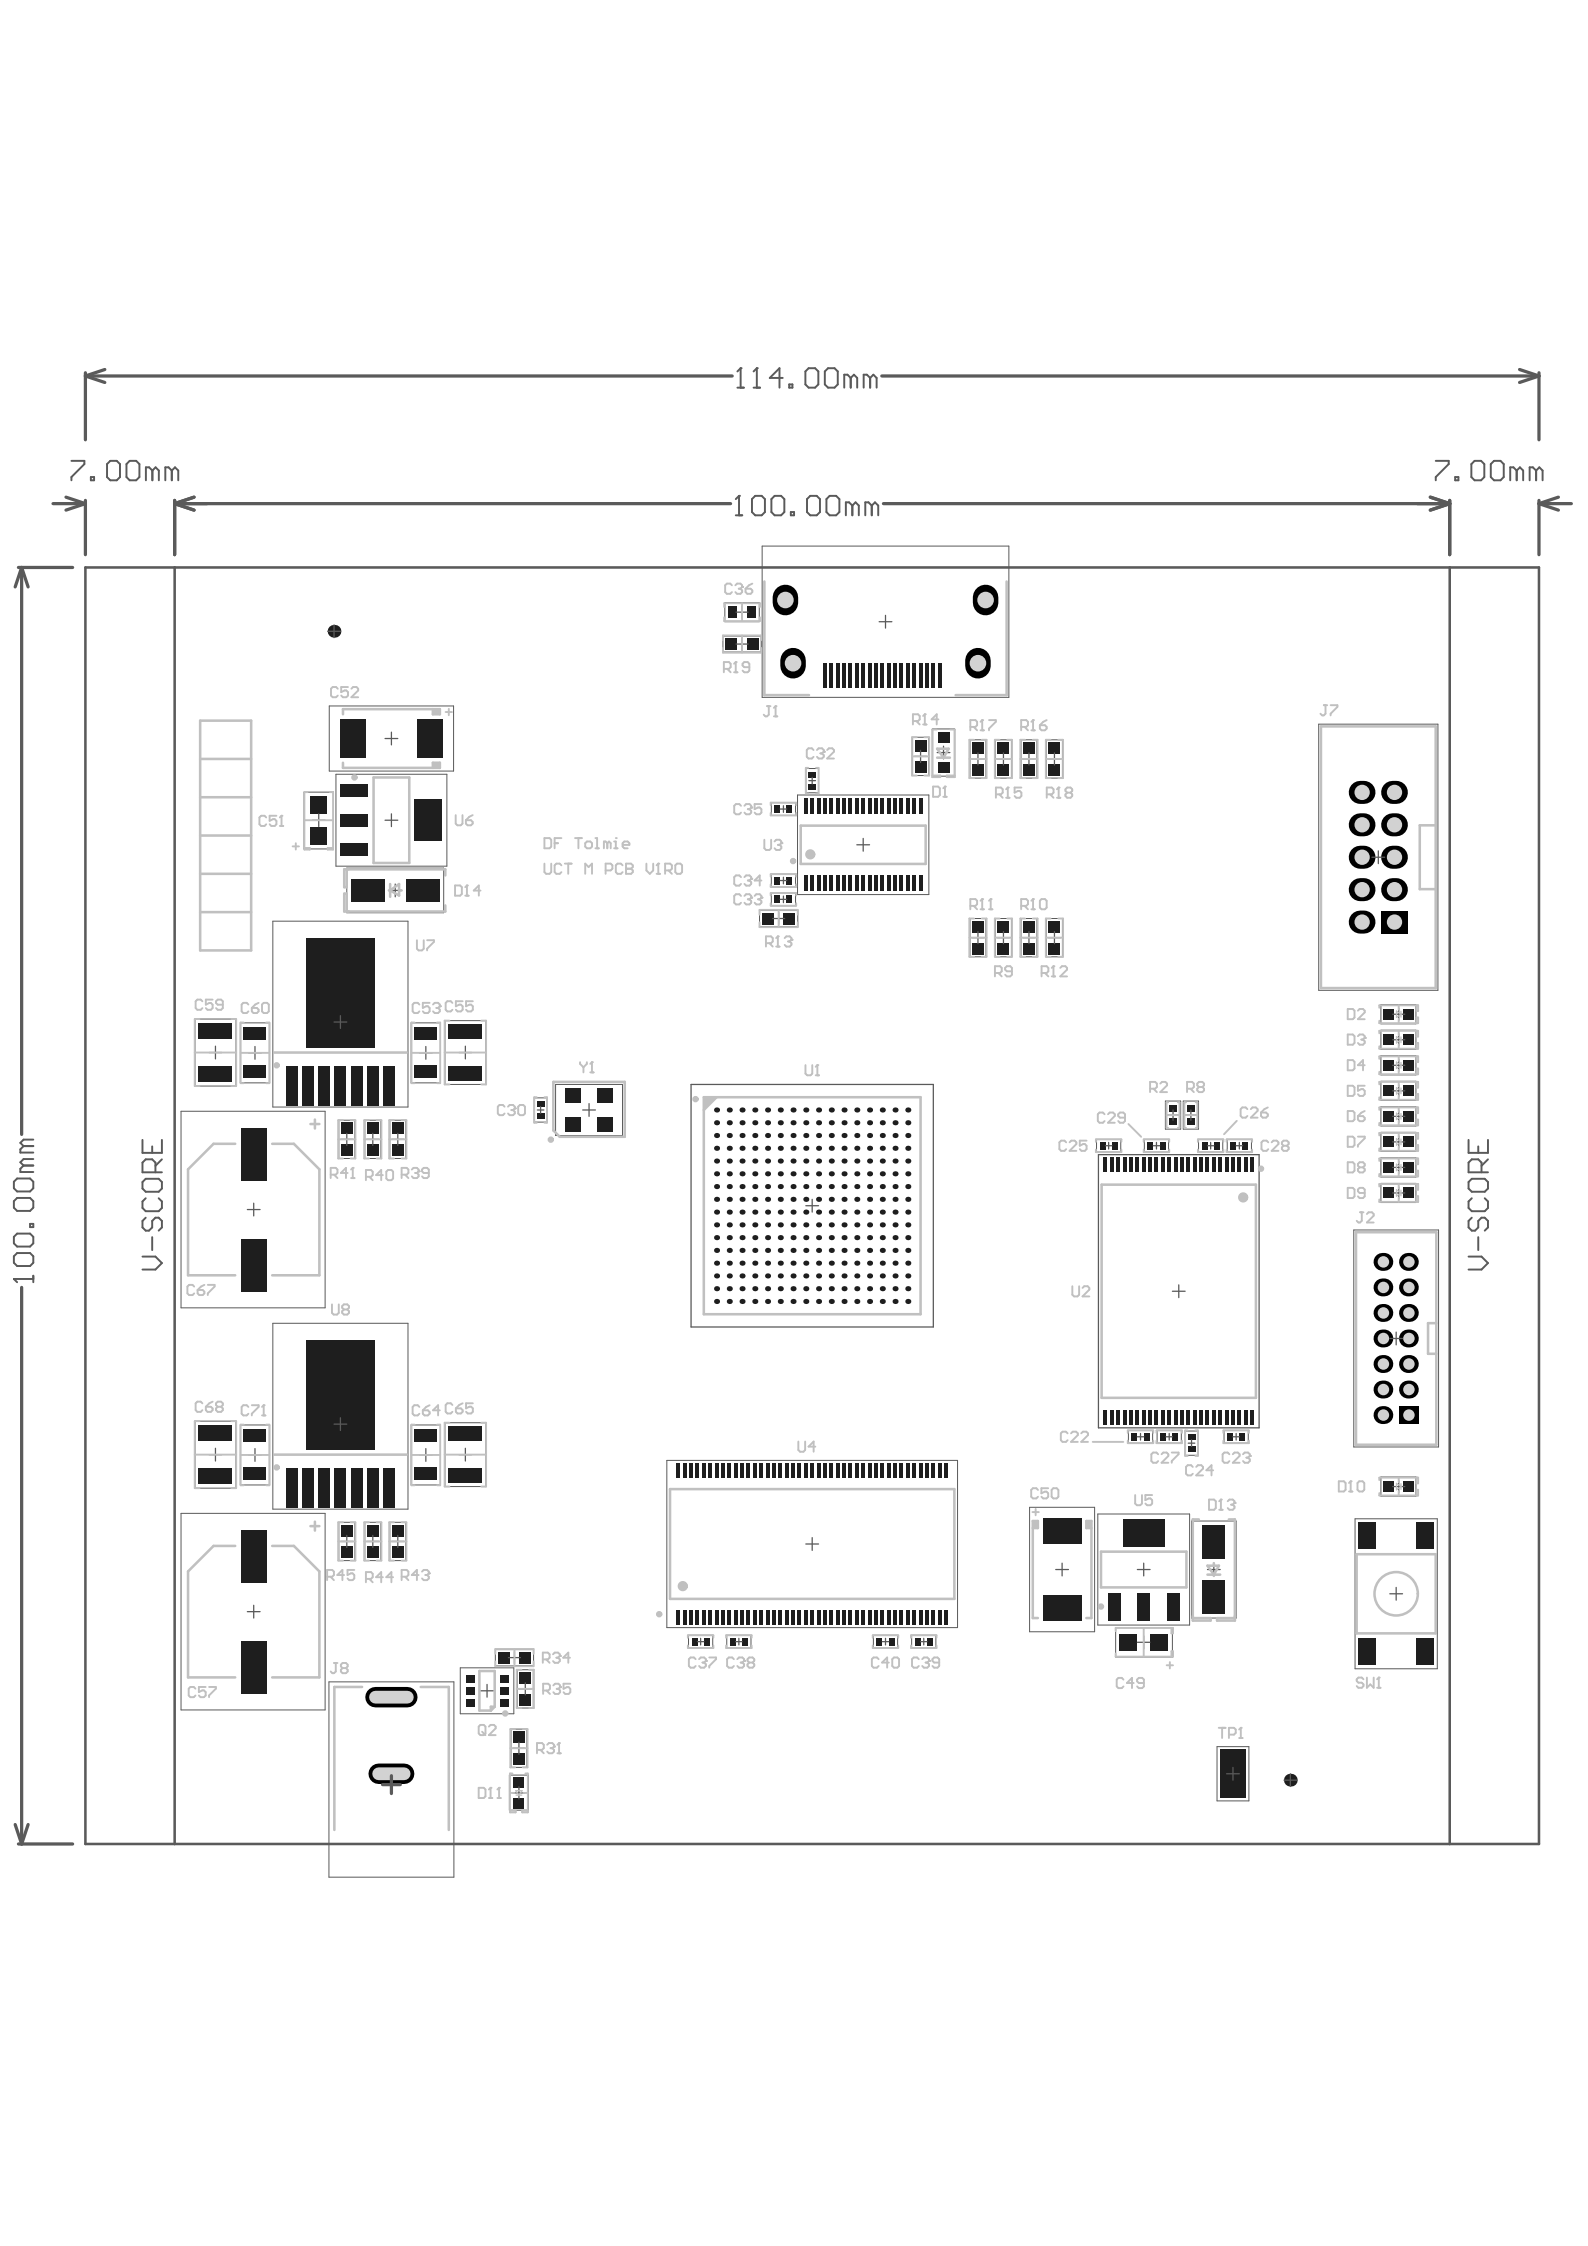 114.00mm
7.00mm
7.00mm
100.00mm
C36
R19
J1
C52
J7
R14
R17
R16
C32
D1
R15
R18
C35
C51
U6
U3
DF Tolmie
UCT M PCB V1R0
C34
D14
C33
R11
R10
R13
U7
R9
R12
C59
C60
C53
C55
D2
D3
D4
D5
D6
D7
D8
D9
Y1
U1
C30
R2
R8
C29
C26
C25
C28
100.00mm
V-SCORE
V-SCORE
R41
R40
R39
J2
C67
U2
U8
C68
C71
C64
C65
U4
C22
C27
C24
C23
D10
C50
U5
D13
R45
R44
R43
C37
C38
C40
C39
R34
J8
C57
R35
C49
SW1
Q2
R31
TP1
D11